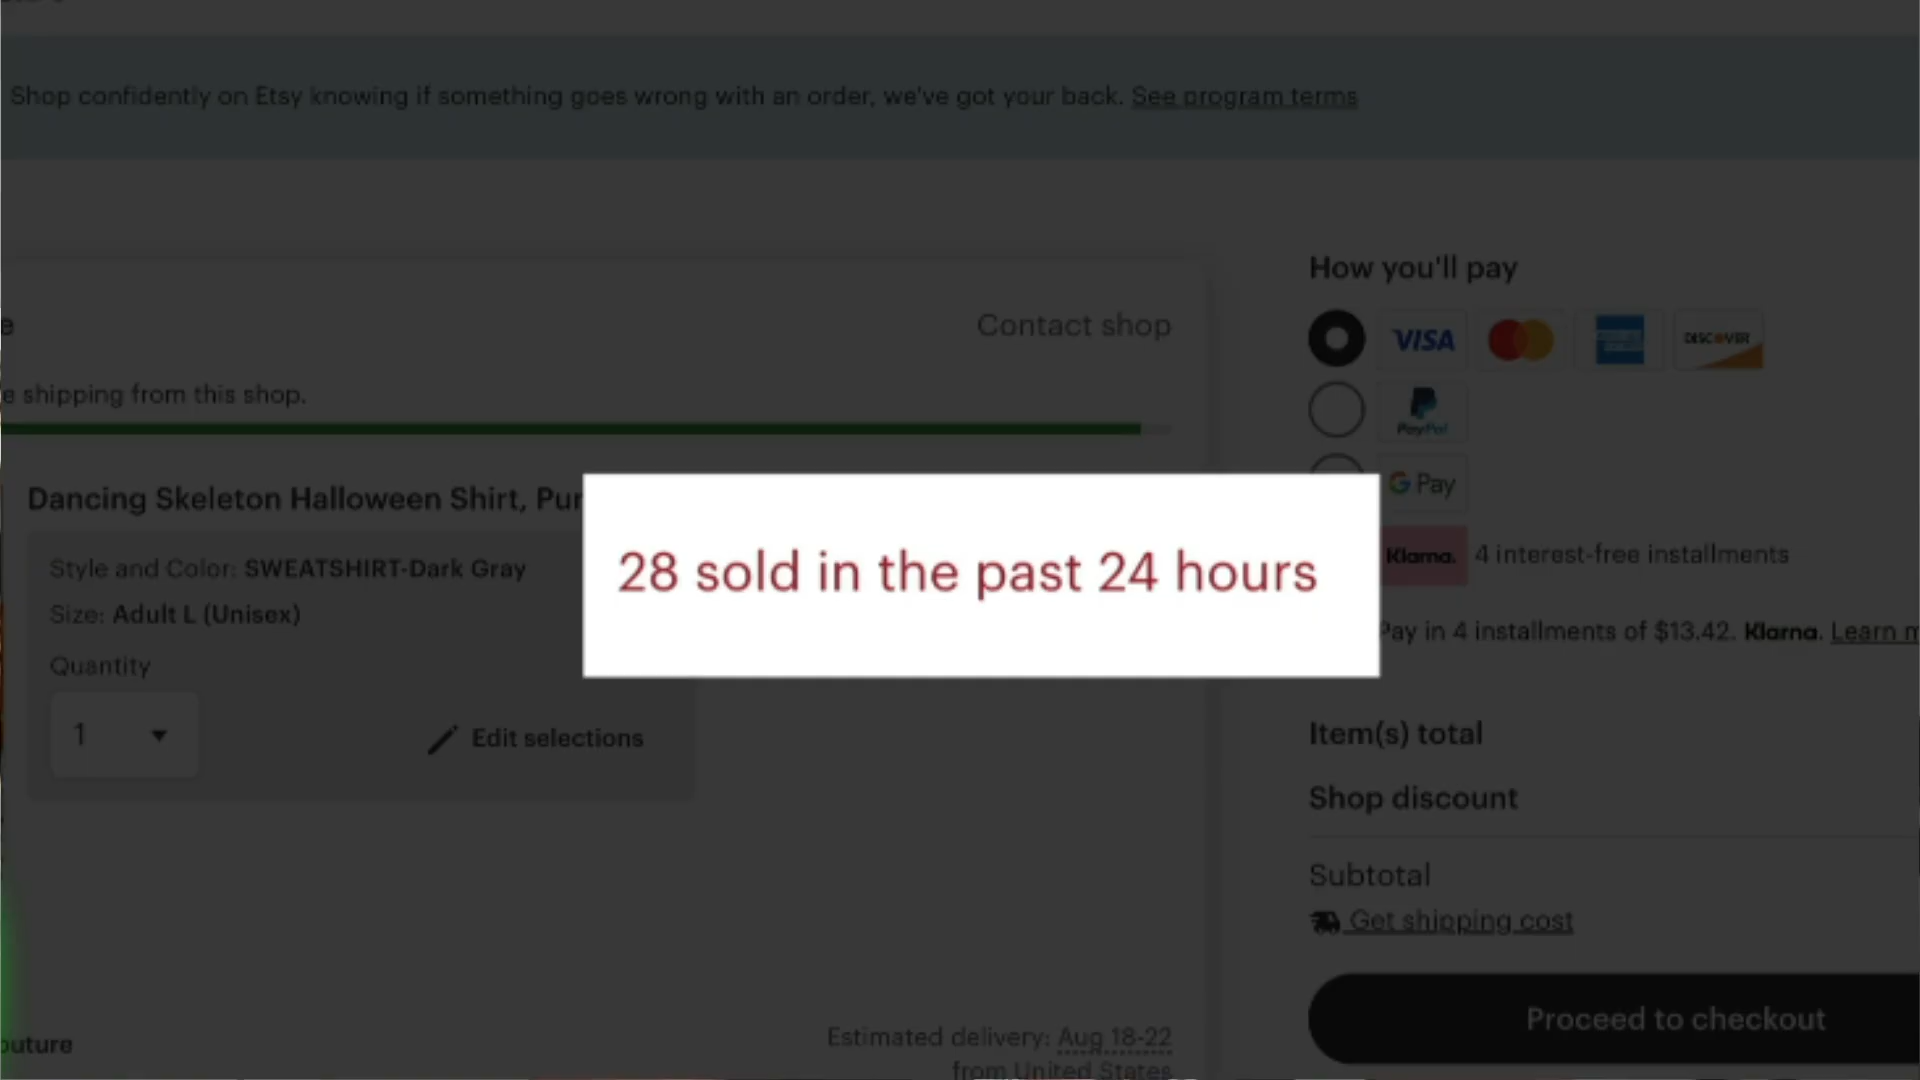 Shop confidently on Etsy knowing if something goes wrong with an order, we've got your back. See program terms
e
Contact shop
e shipping from this shop.
Dancing Skeleton Halloween Shirt, Pur
Style and Color: SWEATSHIRT-Dark Gray
Size: Adult L (Unisex)
Quantity
1
Edit selections
28 sold in the past 24 hours
Estimated delivery: Aug 18-22
from United States
outure
How you'll pay
VISA
AMERICAN EXPRESS
DISCOVER
PayPal
G Pay
Klarna. 4 interest-free installments
Pay in 4 installments of $13.42. Klarna. Learn m
Item(s) total
Shop discount
Subtotal
Get shipping cost
Proceed to checkout